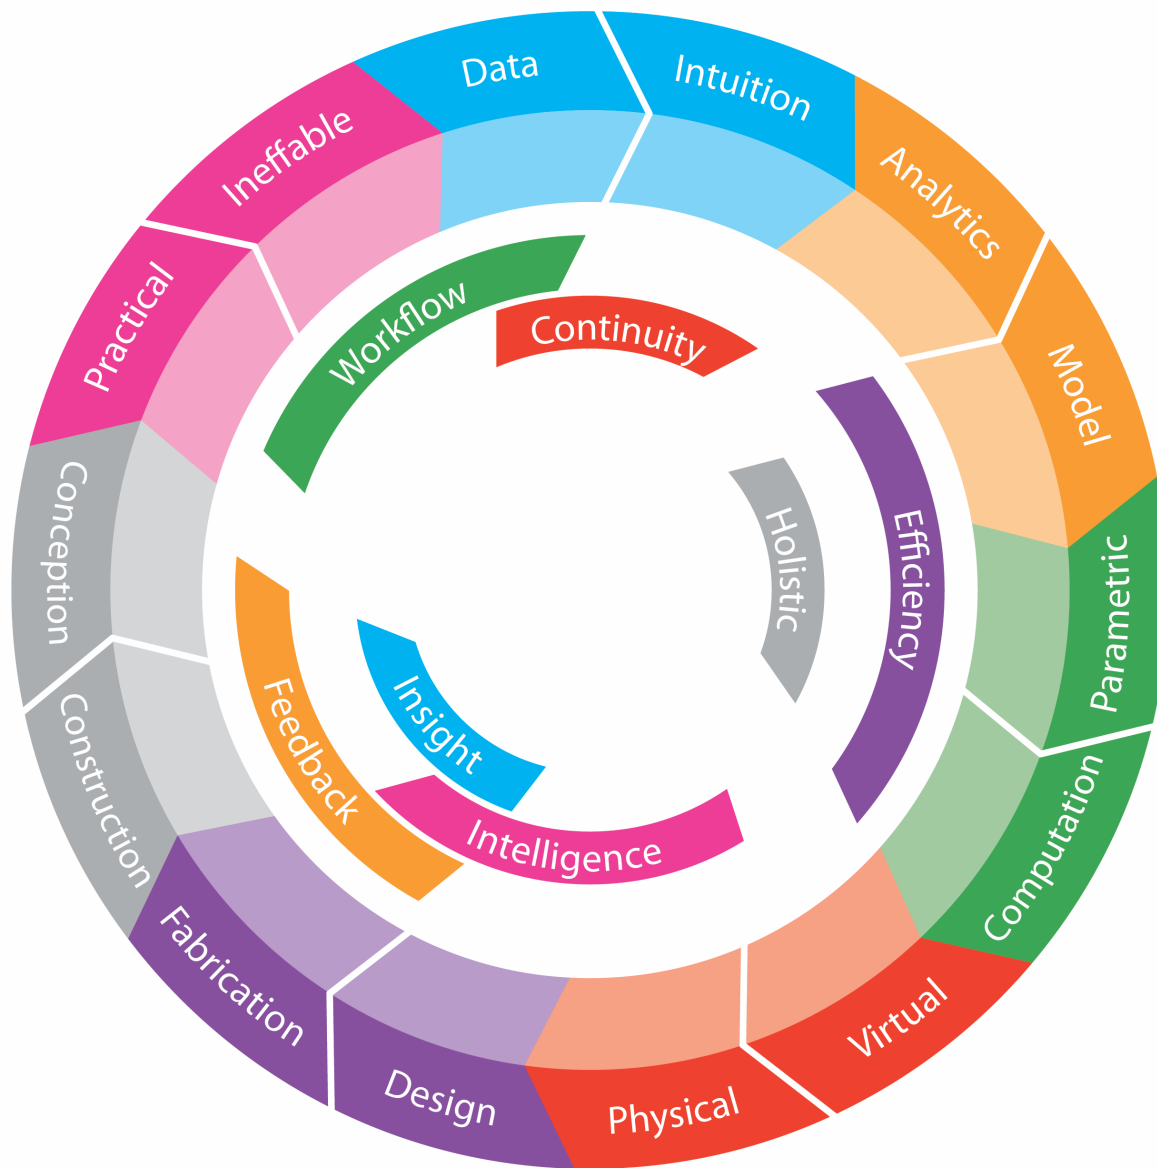 Data
Intuition
Analytics
Model
Parametric
Computation
Virtual
Physical
Design
Fabrication
Construction
Conception
Practical
Ineffable
Workflow
Continuity
Efficiency
Holistic
Intelligence
Insight
Feedback